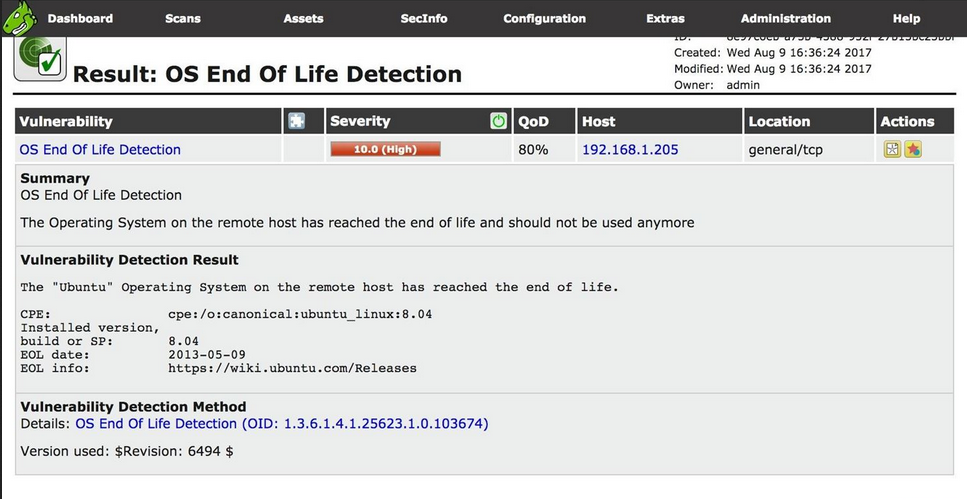 Dashboard Scans Assets SecInfo Configuration Extras Administration Help
ID:
Created: Wed Aug 9 16:36:24 2017
Modified: Wed Aug 9 16:36:24 2017
Owner: admin
Result: OS End Of Life Detection
Vulnerability Severity QoD Host Location Actions
OS End Of Life Detection 10.0 (High) 80% 192.168.1.205 general/tcp
Summary
OS End Of Life Detection
The Operating System on the remote host has reached the end of life and should not be used anymore
Vulnerability Detection Result
The "Ubuntu" Operating System on the remote host has reached the end of life.
CPE: cpe:/o:canonical:ubuntu_linux:8.04
Installed version,
build or SP: 8.04
EOL date: 2013-05-09
EOL info: https://wiki.ubuntu.com/Releases
Vulnerability Detection Method
Details: OS End Of Life Detection (OID: 1.3.6.1.4.1.25623.1.0.103674)
Version used: $Revision: 6494 $